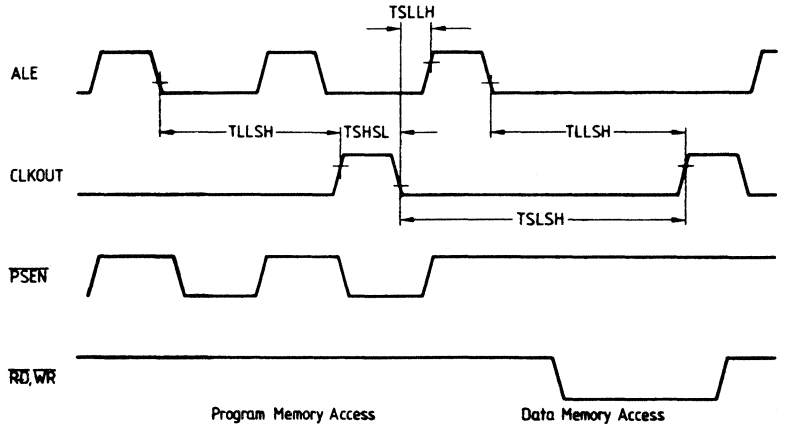 TSLLH
ALE
TLLSH TSHSL TLLSH
CLKOUT
TSLSH
PSEN
RD, WR
Program Memory Access Data Memory Access